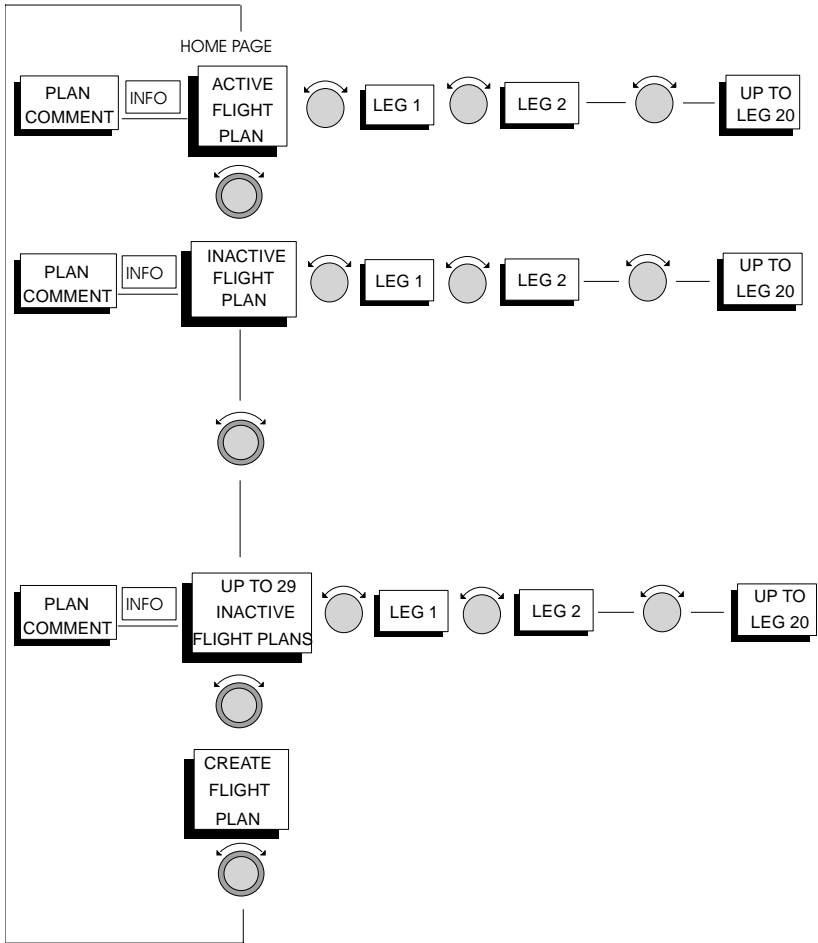 HOME PAGE
PLAN
COMMENT
INFO
ACTIVE
FLIGHT
PLAN
LEG 1
LEG 2
UP TO
LEG 20
PLAN
COMMENT
INFO
INACTIVE
FLIGHT
PLAN
LEG 1
LEG 2
UP TO
LEG 20
PLAN
COMMENT
INFO
UP TO 29
INACTIVE
FLIGHT PLANS
LEG 1
LEG 2
UP TO
LEG 20
CREATE
FLIGHT
PLAN